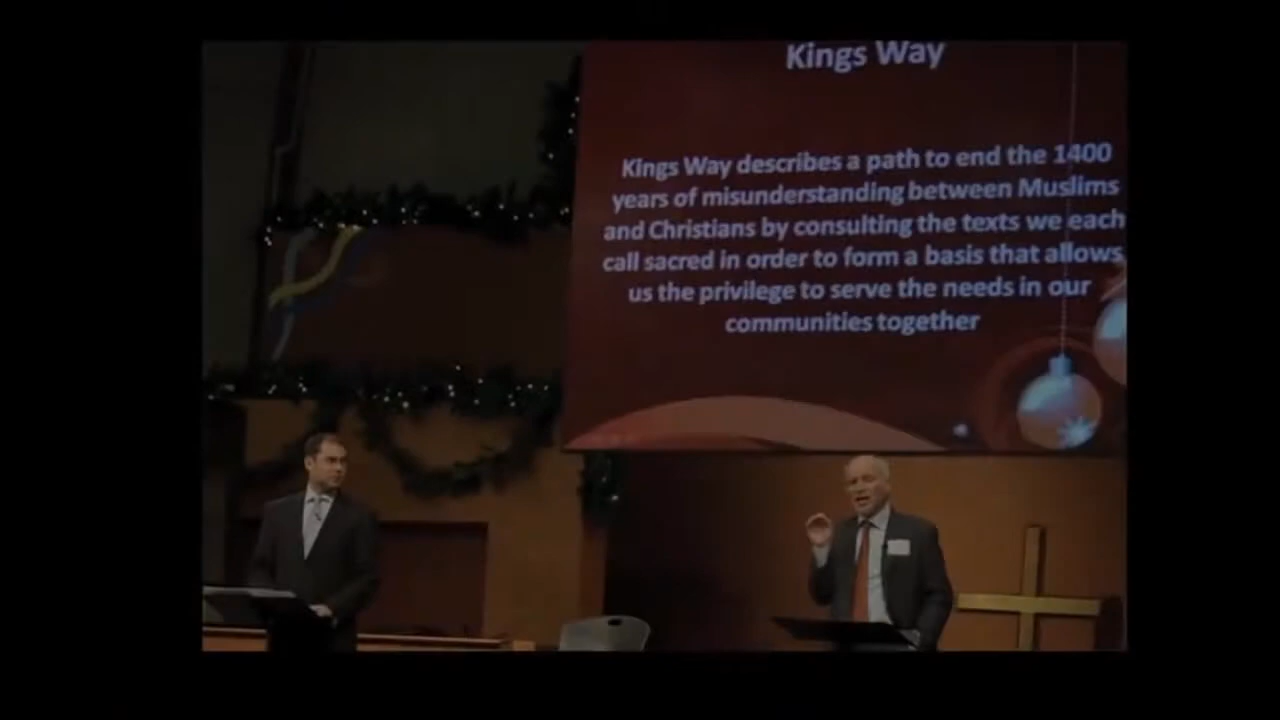 Kings Way
Kings Way describes a path to end the 1400
years of misunderstanding between Muslims
and Christians by consulting the texts we each
call sacred in order to form a basis that allows
us the privilege to serve the needs in our
communities together